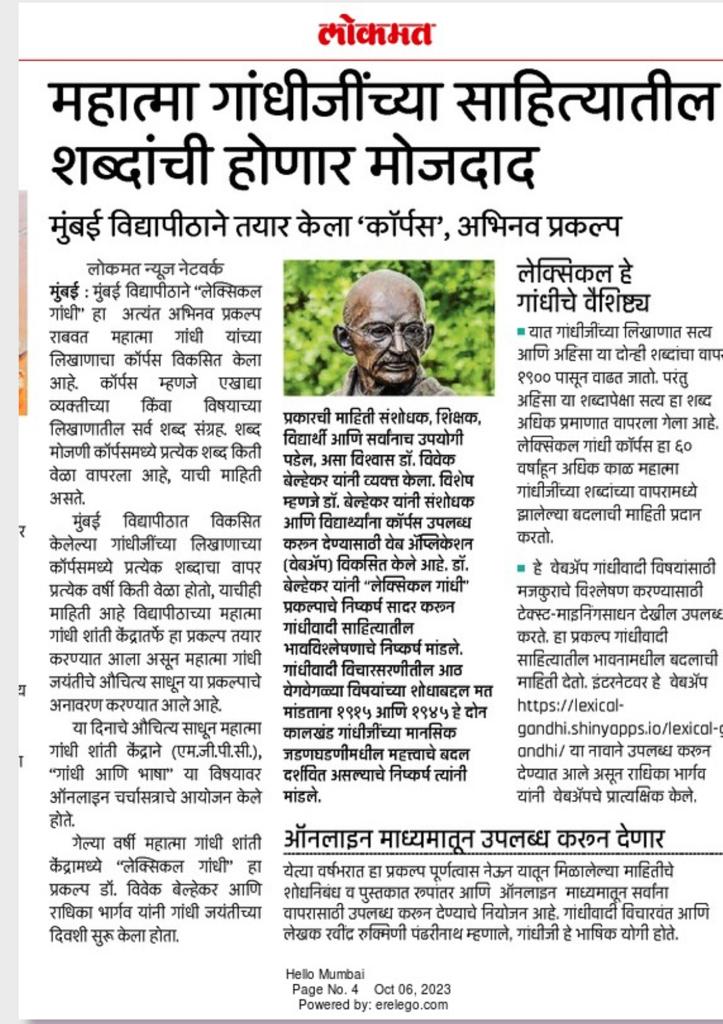 लोकमत
महात्मा गांधीजींच्या साहित्यातील
शब्दांची होणार मोजदाद
मुंबई विद्यापीठाने तयार केला ‘कॉर्पस’, अभिनव प्रकल्प
लोकमत न्यूज नेटवर्क
मुंबई : मुंबई विद्यापीठाने “लेक्सिकल
गांधी” हा अत्यंत अभिनव प्रकल्प
राबवत महात्मा गांधी यांच्या
लिखाणाचा कॉर्पस विकसित केला
आहे. कॉर्पस म्हणजे एखाद्या
व्यक्तीच्या किंवा विषयाच्या
लिखाणातील सर्व शब्द संग्रह. शब्द
मोजणी कॉर्पसमध्ये प्रत्येक शब्द किती
वेळा वापरला आहे, याची माहिती
असते.
मुंबई विद्यापीठात विकसित
केलेल्या गांधीजींच्या लिखाणाच्या
कॉर्पसमध्ये प्रत्येक शब्दाचा वापर
प्रत्येक वर्षी किती वेळा होतो, याचीही
माहिती आहे विद्यापीठाच्या महात्मा
गांधी शांती केंद्रातर्फे हा प्रकल्प तयार
करण्यात आला असून महात्मा गांधी
जयंतीचे औचित्य साधून या प्रकल्पाचे
अनावरण करण्यात आले आहे.
या दिनाचे औचित्य साधून महात्मा
गांधी शांती केंद्राने (एम.जी.पी.सी.),
“गांधी आणि भाषा” या विषयावर
ऑनलाइन चर्चासत्राचे आयोजन केले
होते.
गेल्या वर्षी महात्मा गांधी शांती
केंद्रामध्ये “लेक्सिकल गांधी” हा
प्रकल्प डॉ. विवेक बेल्हेकर आणि
राधिका भार्गव यांनी गांधी जयंतीच्या
दिवशी सुरू केला होता.
प्रकारची माहिती संशोधक, शिक्षक,
विद्यार्थी आणि सर्वांनाच उपयोगी
पडेल, असा विश्वास डॉ. विवेक
बेल्हेकर यांनी व्यक्त केला. विशेष
म्हणजे डॉ. बेल्हेकर यांनी संशोधक
आणि विद्यार्थ्यांना कॉर्पस उपलब्ध
करून देण्यासाठी वेब ॲप्लिकेशन
(वेबॲप) विकसित केले आहे. डॉ.
बेल्हेकर यांनी “लेक्सिकल गांधी”
प्रकल्पाचे निष्कर्ष सादर करून
गांधीवादी साहित्यातील
भावविश्लेषणाचे निष्कर्ष मांडले.
गांधीवादी विचारसरणीतील आठ
वेगवेगळ्या विषयांच्या शोधाबद्दल मत
मांडताना १९१५ आणि १९४५ हे दोन
कालखंड गांधीजींच्या मानसिक
जडणघडणीमधील महत्त्वाचे बदल
दर्शवित असल्याचे निष्कर्ष त्यांनी
मांडले.
लेक्सिकल हे
गांधीचे वैशिष्ट्य
यात गांधीजींच्या लिखाणात सत्य
आणि अहिंसा या दोन्ही शब्दांचा वापर
१९०० पासून वाढत जातो. परंतु
अहिंसा या शब्दापेक्षा सत्य हा शब्द
अधिक प्रमाणात वापरला गेला आहे.
लेक्सिकल गांधी कॉर्पस हा ६०
वर्षांहून अधिक काळ महात्मा
गांधीजींच्या शब्दांच्या वापरामध्ये
झालेल्या बदलाची माहिती प्रदान
करतो.
हे वेबॲप गांधीवादी विषयांसाठी
मजकुराचे विश्लेषण करण्यासाठी
टेक्स्ट-माइनिंगसाधन देखील उपलब्ध
करते. हा प्रकल्प गांधीवादी
साहित्यातील भावनामधील बदलाची
माहिती देतो. इंटरनेटवर हे वेबॲप
https://lexical-
gandhi.shinyapps.io/lexical-g
andhi/ या नावाने उपलब्ध करून
देण्यात आले असून राधिका भार्गव
यांनी वेबॲपचे प्रात्यक्षिक केले.
ऑनलाइन माध्यमातून उपलब्ध करून देणार
येत्या वर्षभरात हा प्रकल्प पूर्णत्वास नेऊन यातून मिळालेल्या माहितीचे
शोधनिबंध व पुस्तकात रूपांतर आणि ऑनलाइन माध्यमातून सर्वांना
वापरासाठी उपलब्ध करून देण्याचे नियोजन आहे. गांधीवादी विचारवंत आणि
लेखक रवींद्र रुक्मिणी पंढरीनाथ म्हणाले, गांधीजी हे भाषिक योगी होते.
Hello Mumbai
Page No. 4 Oct 06, 2023
Powered by: erelego.com